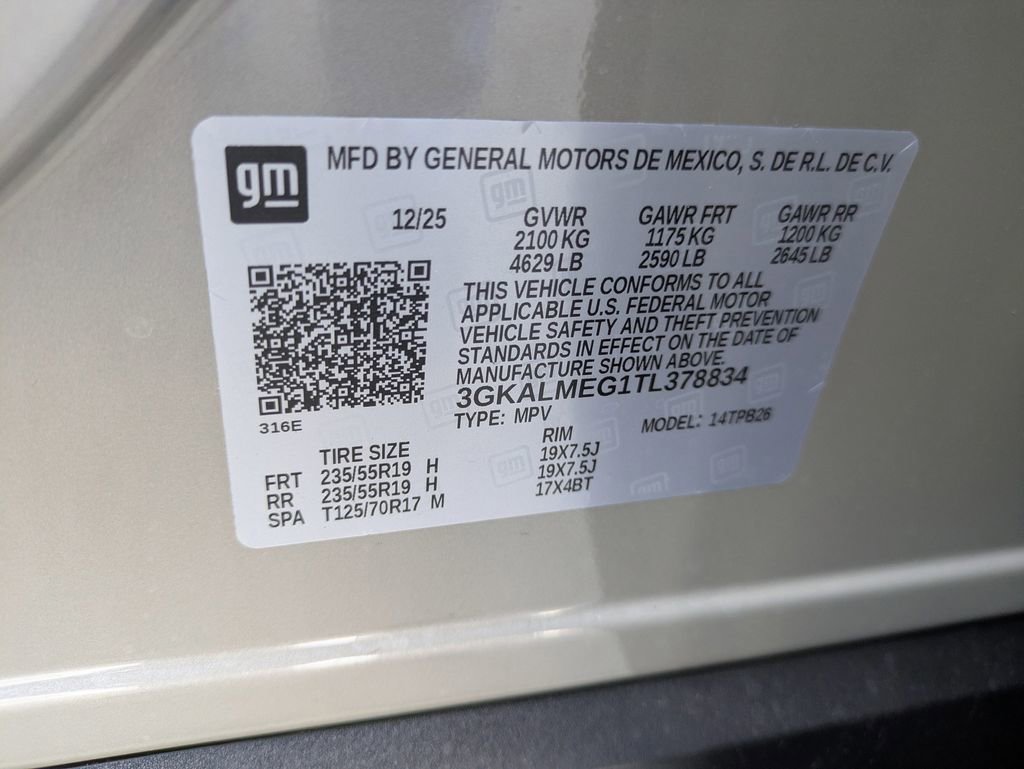 gm
MFD BY GENERAL MOTORS DE MEXICO, S. DE R.L. DE C.V.
12/25 GVWR GAWR FRT GAWR RR
2100 KG 1175 KG 1200 KG
4629 LB 2590 LB 2645 LB
THIS VEHICLE CONFORMS TO ALL
APPLICABLE U.S. FEDERAL MOTOR
VEHICLE SAFETY AND THEFT PREVENTION
STANDARDS IN EFFECT ON THE DATE OF
MANUFACTURE SHOWN ABOVE.
3GKALMEG1TL378834
316E
TYPE: MPV MODEL: 14TPB26
TIRE SIZE RIM
FRT 235/55R19 H 19X7.5J
RR 235/55R19 H 19X7.5J
SPA T125/70R17 M 17X4BT